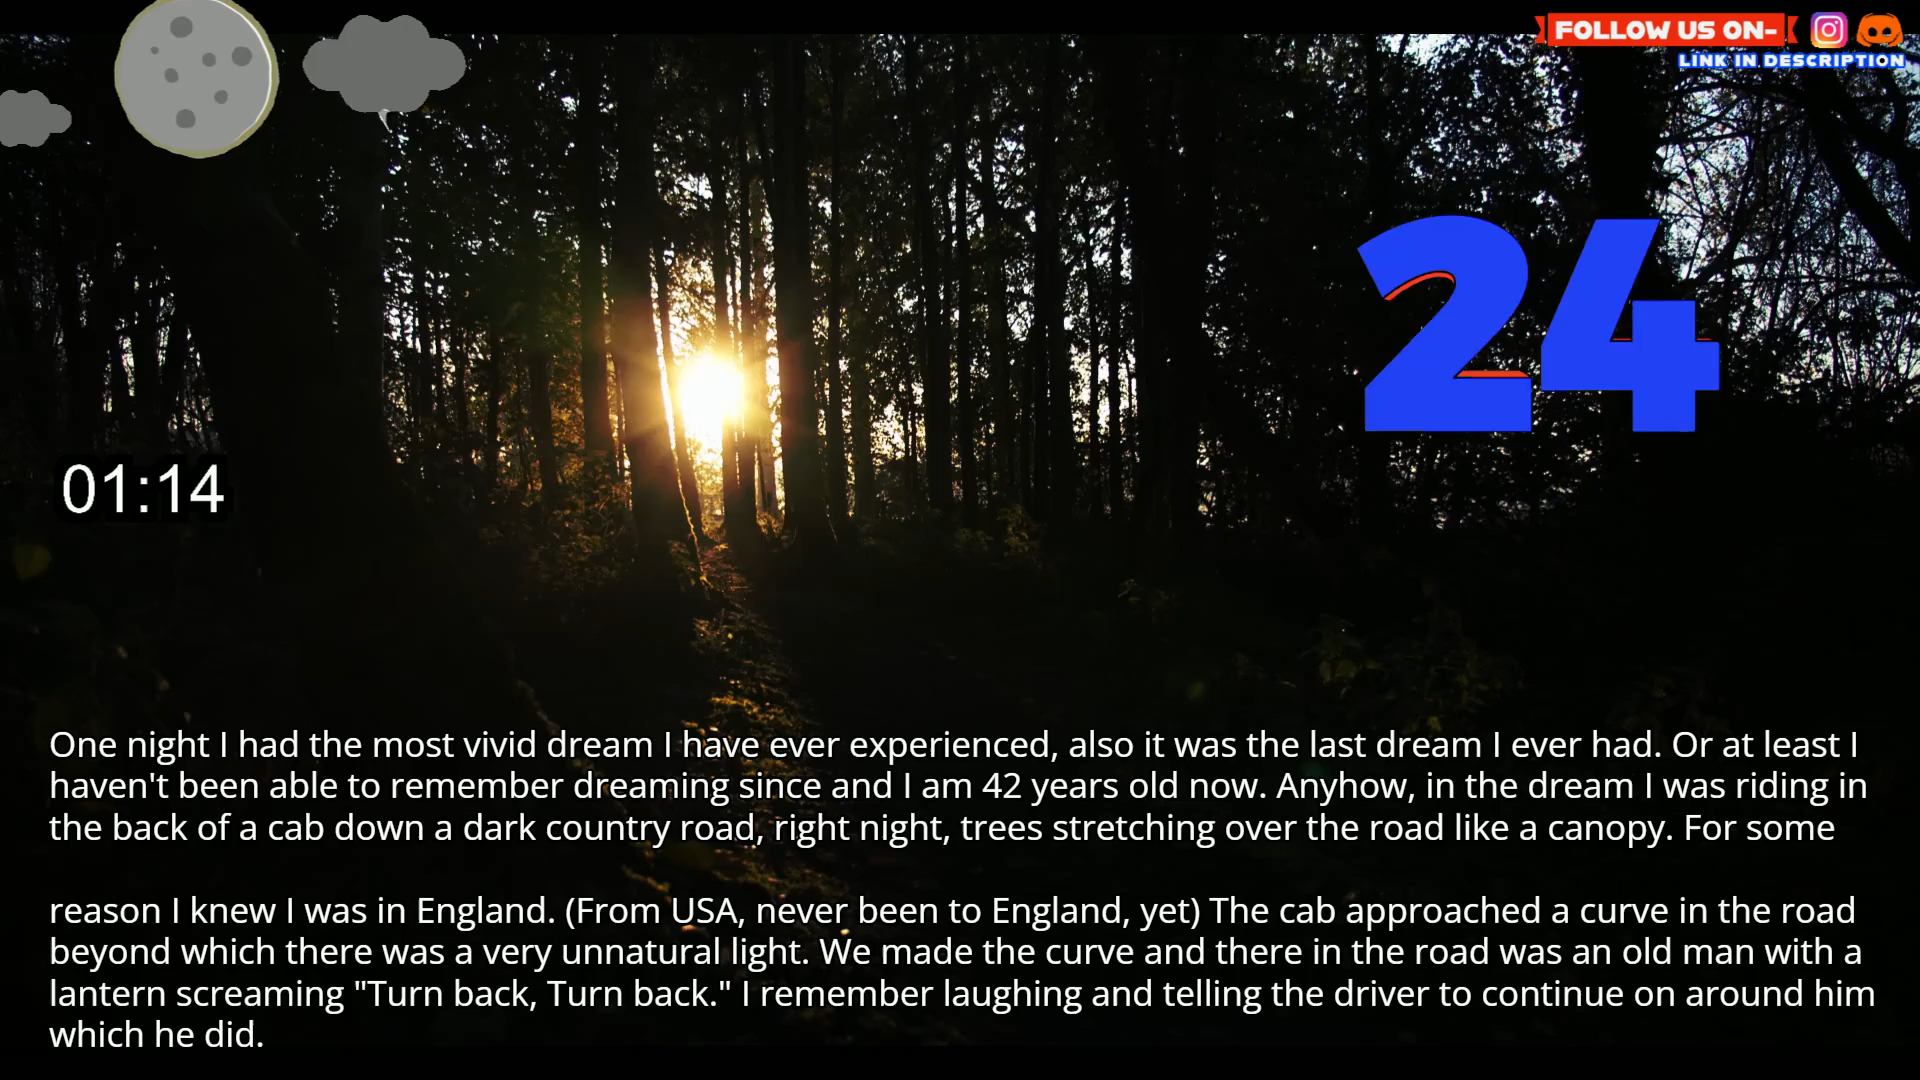 FOLLOW US ON-
LINK IN DESCRIPTION
24
01:14
One night I had the most vivid dream I have ever experienced, also it was the last dream I ever had. Or at least I
haven't been able to remember dreaming since and I am 42 years old now. Anyhow, in the dream I was riding in
the back of a cab down a dark country road, right night, trees stretching over the road like a canopy. For some
reason I knew I was in England. (From USA, never been to England, yet) The cab approached a curve in the road
beyond which there was a very unnatural light. We made the curve and there in the road was an old man with a
lantern screaming "Turn back, Turn back." I remember laughing and telling the driver to continue on around him
which he did.